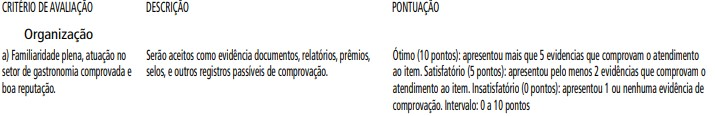 CRITÉRIO DE AVALIAÇÃO DESCRIÇÃO PONTUAÇÃO
Organização
a) Familiaridade plena, atuação no
setor de gastronomia comprovada e
boa reputação.
Serão aceitos como evidência documentos, relatórios, prêmios,
selos, e outros registros passíveis de comprovação.
Ótimo (10 pontos): apresentou mais que 5 evidencias que comprovam o atendimento
ao item. Satisfatório (5 pontos): apresentou pelo menos 2 evidências que comprovam o
atendimento ao item. Insatisfatório (0 pontos): apresentou 1 ou nenhuma evidência de
comprovação. Intervalo: 0 a 10 pontos